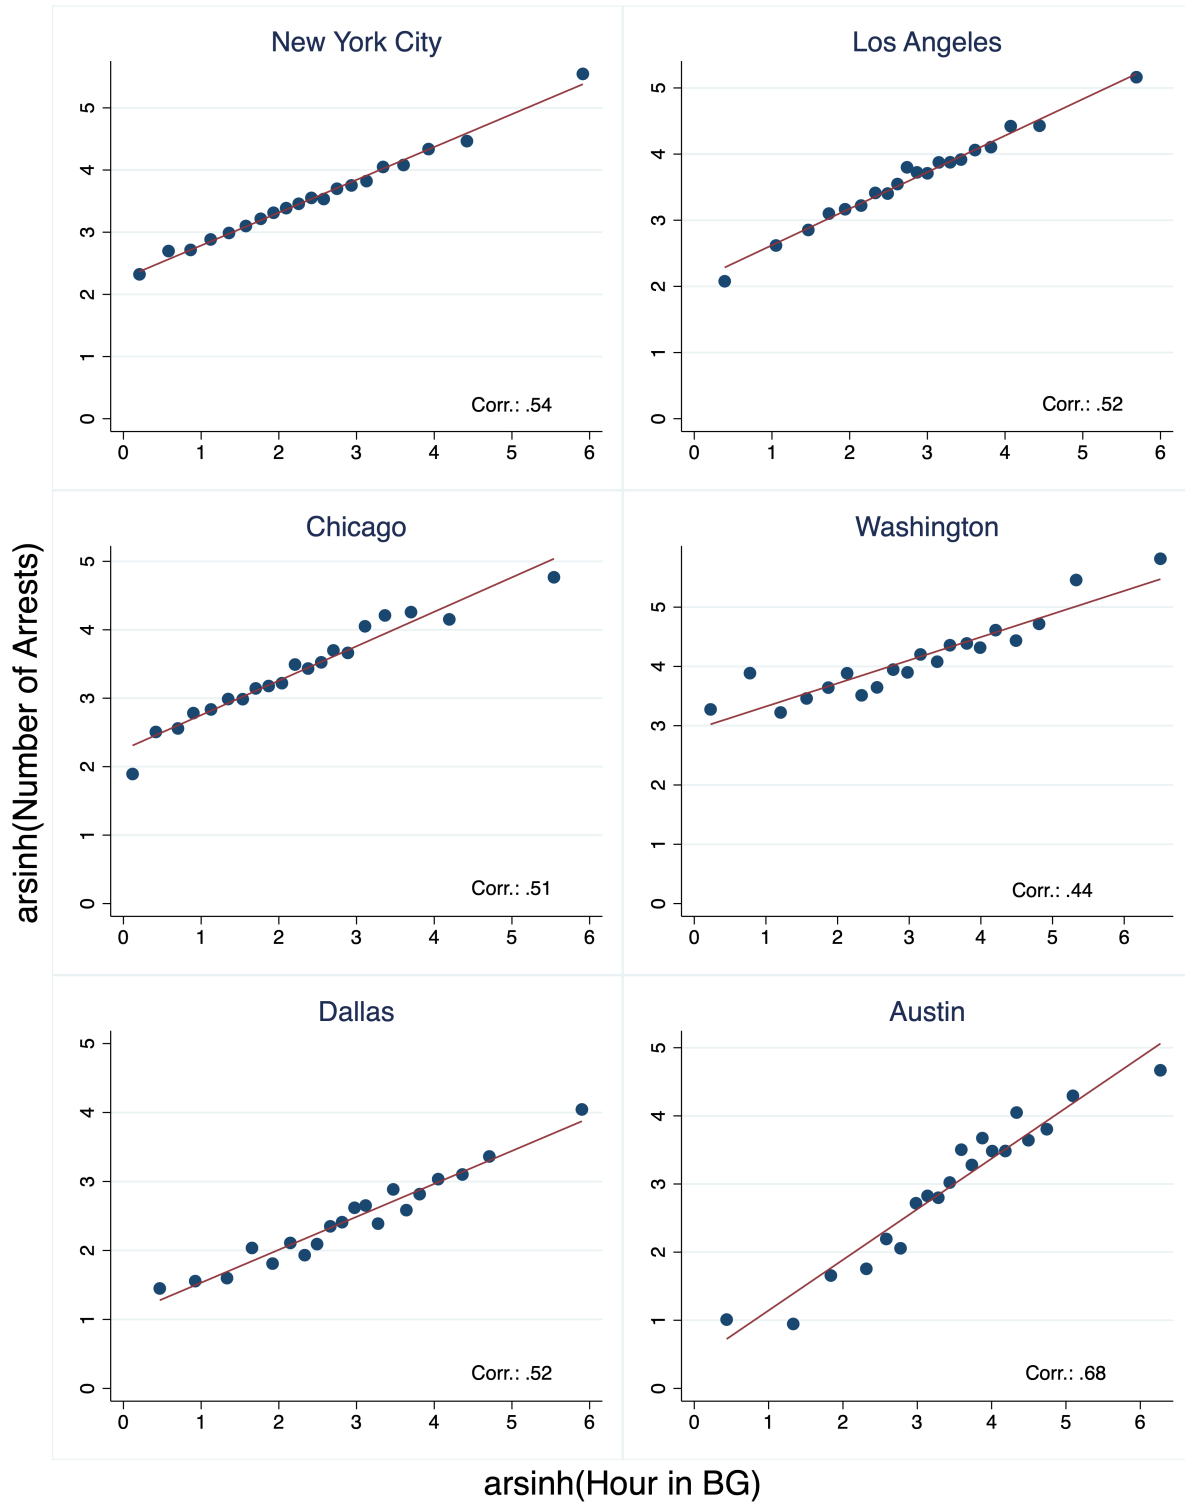 New York City
5
4
3
2
1
0
Corr.: .54
0 1 2 3 4 5 6
Los Angeles
5
4
3
2
1
0
Corr.: .52
0 1 2 3 4 5 6
arsinh(Number of Arrests)
Chicago
5
4
3
2
1
0
Corr.: .51
0 1 2 3 4 5 6
Washington
5
4
3
2
1
0
Corr.: .44
0 1 2 3 4 5 6
Dallas
5
4
3
2
1
0
Corr.: .52
0 1 2 3 4 5 6
Austin
5
4
3
2
1
0
Corr.: .68
0 1 2 3 4 5 6
arsinh(Hour in BG)